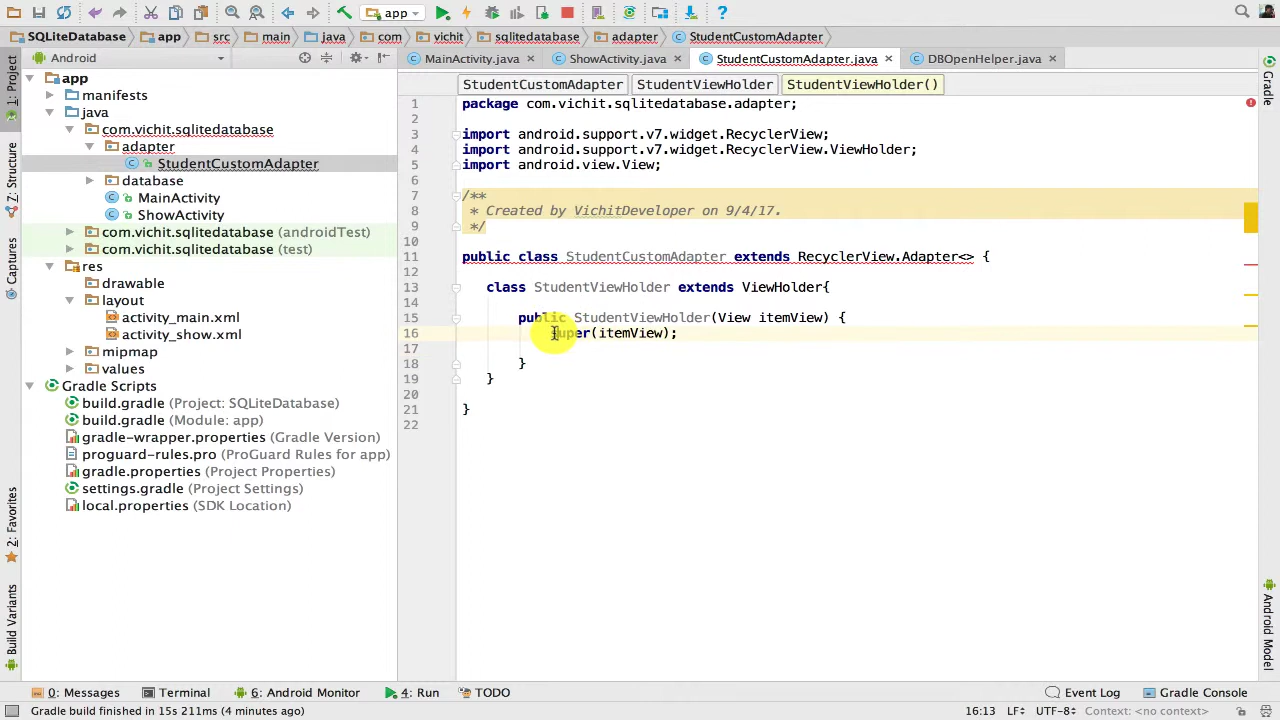 app
SQLiteDatabase app src main java com vichit sqlitedatabase adapter StudentCustomAdapter
Android
MainActivity.java ShowActivity.java StudentCustomAdapter.java DBOpenHelper.java
StudentCustomAdapter StudentViewHolder StudentViewHolder()
1: Project
Z: Structure
Captures
2: Favorites
Build Variants
app
manifests
java
com.vichit.sqlitedatabase
adapter
StudentCustomAdapter
database
MainActivity
ShowActivity
com.vichit.sqlitedatabase (androidTest)
com.vichit.sqlitedatabase (test)
res
drawable
layout
activity_main.xml
activity_show.xml
mipmap
values
Gradle Scripts
build.gradle (Project: SQLiteDatabase)
build.gradle (Module: app)
gradle-wrapper.properties (Gradle Version)
proguard-rules.pro (ProGuard Rules for app)
gradle.properties (Project Properties)
settings.gradle (Project Settings)
local.properties (SDK Location)
1 package com.vichit.sqlitedatabase.adapter;
2
3 import android.support.v7.widget.RecyclerView;
4 import android.support.v7.widget.RecyclerView.ViewHolder;
5 import android.view.View;
6
7 /**
8 * Created by VichitDeveloper on 9/4/17.
9 */
10
11 public class StudentCustomAdapter extends RecyclerView.Adapter<> {
12
13 class StudentViewHolder extends ViewHolder{
14
15 public StudentViewHolder(View itemView) {
16 super(itemView);
17
18 }
19 }
20
21 }
22
Gradle
Android Model
0: Messages Terminal 6: Android Monitor 4: Run TODO Event Log Gradle Console
Gradle build finished in 15s 211ms (4 minutes ago) 16:13 LF÷ UTF-8÷ Context: <no context>